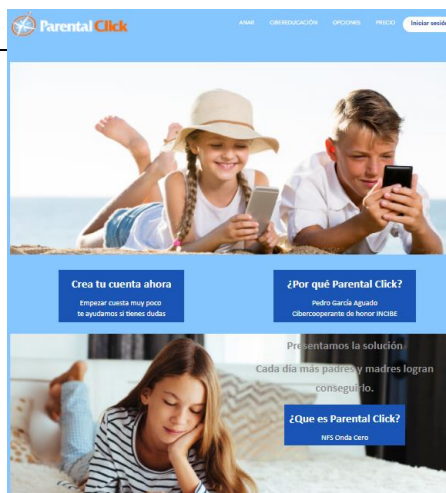 Parental Click
ANAR CIBEREDUCACIÓN OPCIONES PRECIO Iniciar sesión
Crea tu cuenta ahora
Empezar cuesta muy poco
te ayudamos si tienes dudas
¿Por qué Parental Click?
Pedro García Aguado
Cibercooperante de honor INCIBE
Presentamos la solución
Cada día más padres y madres logran
conseguirlo.
¿Que es Parental Click?
NFS Onda Cero